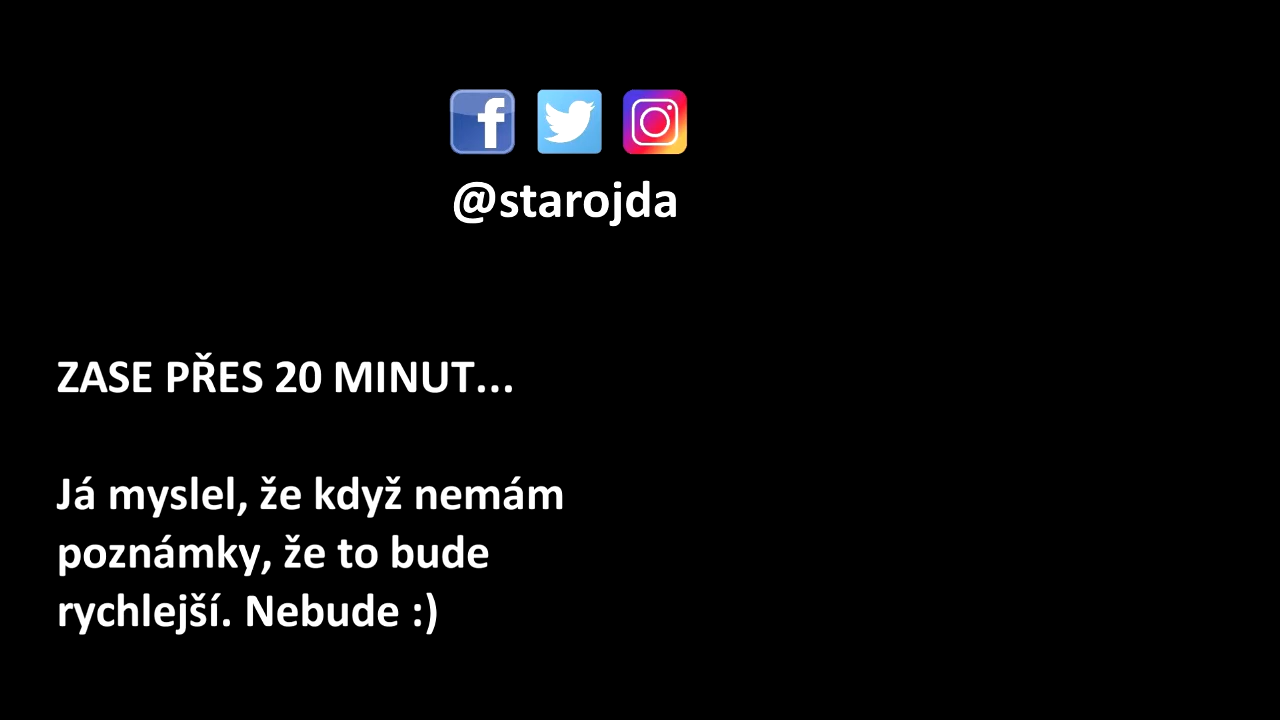 @starojda
ZASE PŘES 20 MINUT...
Já myslel, že když nemám
poznámky, že to bude
rychlejší. Nebude :)